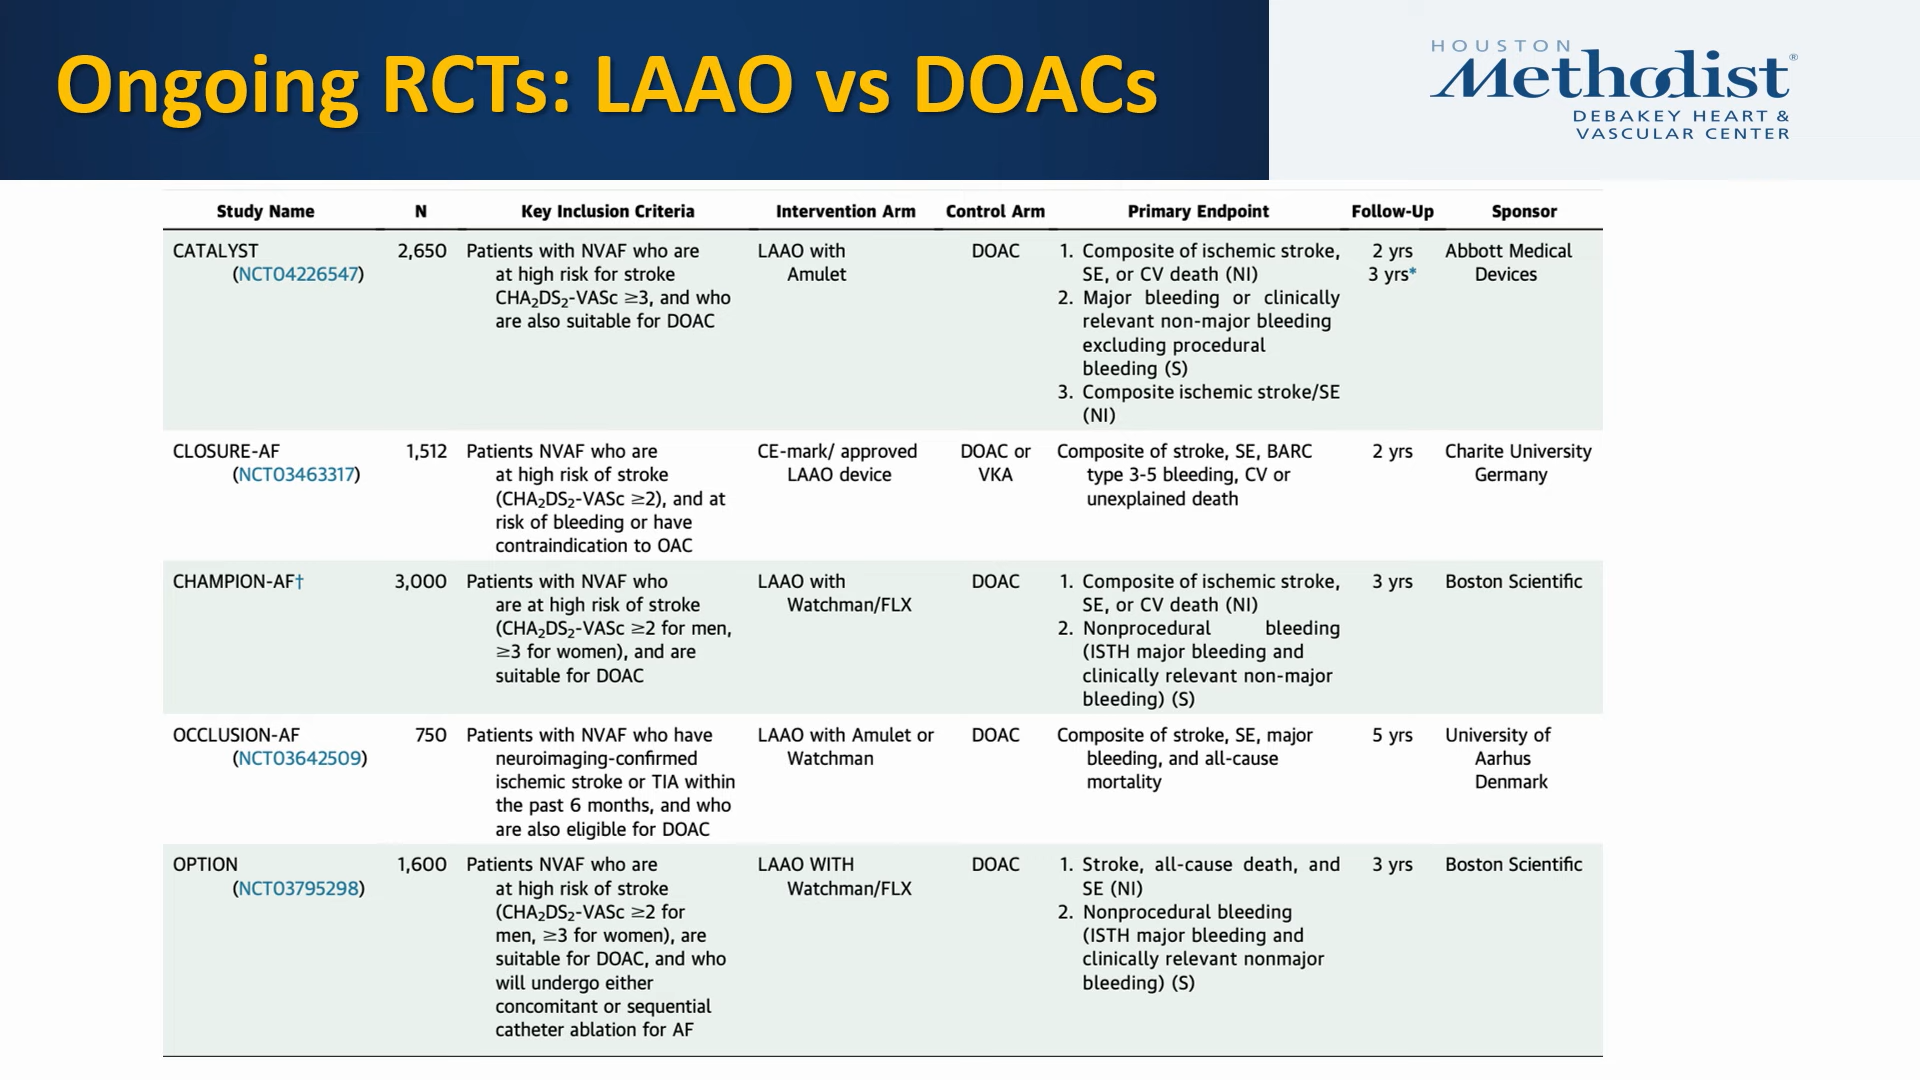 Ongoing RCTs: LAAO vs DOACs
HOUSTON
Methodist®
DEBAKEY HEART &
VASCULAR CENTER
Study Name N Key Inclusion Criteria Intervention Arm Control Arm Primary Endpoint Follow-Up Sponsor
CATALYST 2,650 Patients with NVAF who are LAAO with DOAC 1. Composite of ischemic stroke, 2 yrs Abbott Medical
(NCT04226547) at high risk for stroke Amulet SE, or CV death (NI) 3 yrs* Devices
CHA₂DS₂-VASc ≥3, and who 2. Major bleeding or clinically
are also suitable for DOAC relevant non-major bleeding
excluding procedural
bleeding (S)
3. Composite ischemic stroke/SE
(NI)
CLOSURE-AF 1,512 Patients NVAF who are CE-mark/ approved DOAC or Composite of stroke, SE, BARC 2 yrs Charite University
(NCT03463317) at high risk of stroke LAAO device VKA type 3-5 bleeding, CV or Germany
(CHA₂DS₂-VASc ≥2), and at unexplained death
risk of bleeding or have
contraindication to OAC
CHAMPION-AF† 3,000 Patients with NVAF who LAAO with DOAC 1. Composite of ischemic stroke, 3 yrs Boston Scientific
are at high risk of stroke Watchman/FLX SE, or CV death (NI)
(CHA₂DS₂-VASc ≥2 for men, 2. Nonprocedural bleeding
≥3 for women), and are (ISTH major bleeding and
suitable for DOAC clinically relevant non-major
bleeding) (S)
OCCLUSION-AF 750 Patients with NVAF who have LAAO with Amulet or DOAC Composite of stroke, SE, major 5 yrs University of
(NCT03642509) neuroimaging-confirmed Watchman bleeding, and all-cause Aarhus
ischemic stroke or TIA within mortality Denmark
the past 6 months, and who
are also eligible for DOAC
OPTION 1,600 Patients NVAF who are LAAO WITH DOAC 1. Stroke, all-cause death, and 3 yrs Boston Scientific
(NCT03795298) at high risk of stroke Watchman/FLX SE (NI)
(CHA₂DS₂-VASc ≥2 for 2. Nonprocedural bleeding
men, ≥3 for women), are (ISTH major bleeding and
suitable for DOAC, and who clinically relevant nonmajor
will undergo either bleeding) (S)
concomitant or sequential
catheter ablation for AF